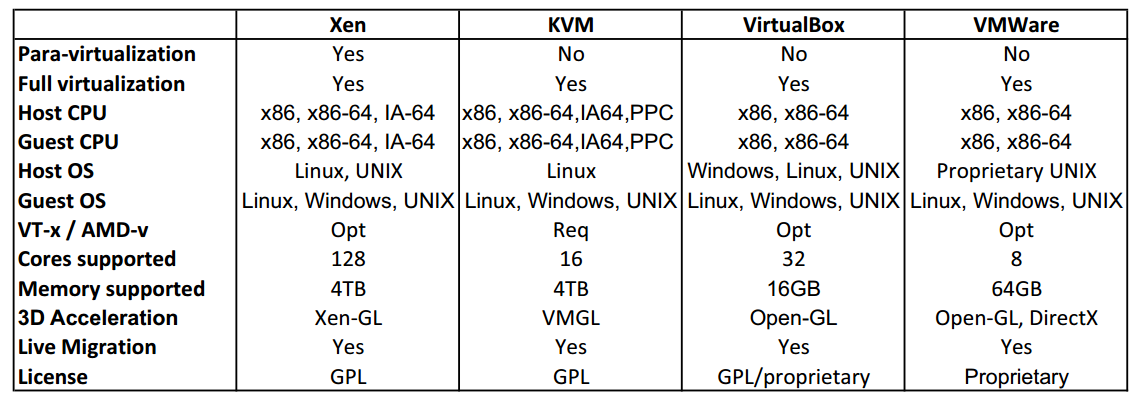 Xen KVM VirtualBox VMWare
Para-virtualization Yes No No No
Full virtualization Yes Yes Yes Yes
Host CPU x86, x86-64, IA-64 x86, x86-64,IA64,PPC x86, x86-64 x86, x86-64
Guest CPU x86, x86-64, IA-64 x86, x86-64,IA64,PPC x86, x86-64 x86, x86-64
Host OS Linux, UNIX Linux Windows, Linux, UNIX Proprietary UNIX
Guest OS Linux, Windows, UNIX Linux, Windows, UNIX Linux, Windows, UNIX Linux, Windows, UNIX
VT-x / AMD-v Opt Req Opt Opt
Cores supported 128 16 32 8
Memory supported 4TB 4TB 16GB 64GB
3D Acceleration Xen-GL VMGL Open-GL Open-GL, DirectX
Live Migration Yes Yes Yes Yes
License GPL GPL GPL/proprietary Proprietary